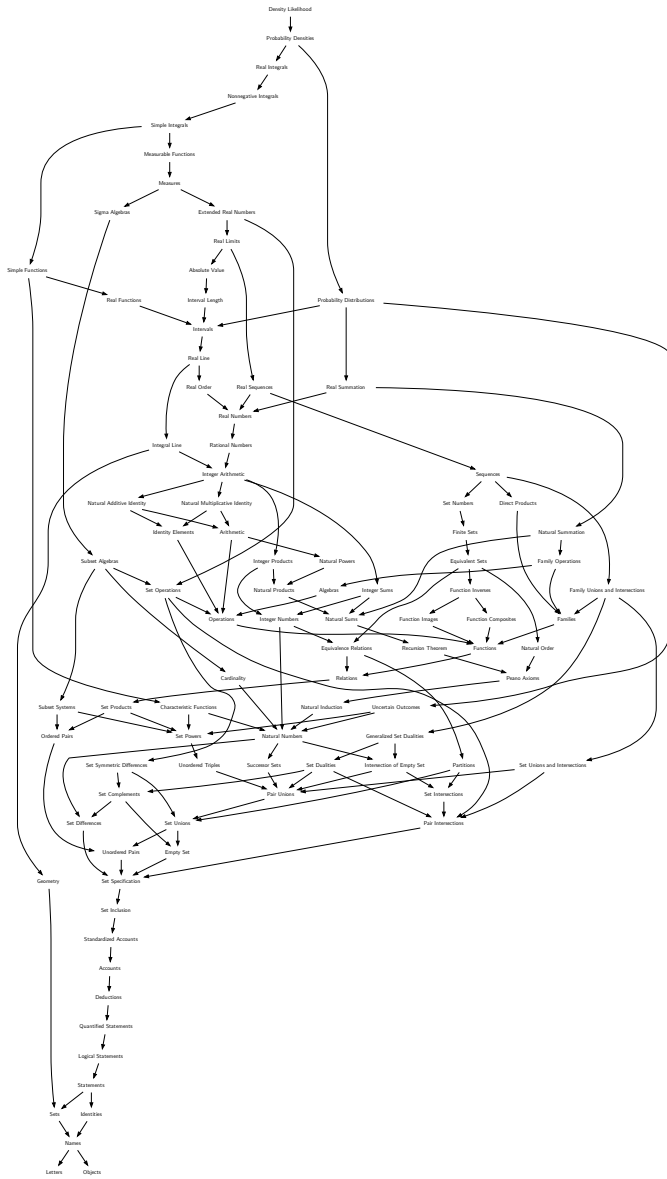 Density Likelihood
Probability Densities
Real Integrals
Nonnegative Integrals
Simple Integrals
Measurable Functions
Measures
Sigma Algebras Extended Real Numbers
Real Limits
Simple Functions Absolute Value
Real Functions Interval Length Probability Distributions
Intervals
Real Line
Real Order Real Sequences Real Summation
Real Numbers
Integral Line Rational Numbers
Integer Arithmetic Sequences
Natural Additive Identity Natural Multiplicative Identity Set Numbers Direct Products
Identity Elements Arithmetic Finite Sets Natural Summation
Subset Algebras Integer Products Natural Powers Equivalent Sets Family Operations
Set Operations Natural Products Algebras Integer Sums Function Inverses Family Unions and Intersections
Operations Integer Numbers Natural Sums Function Images Function Composites Families
Equivalence Relations Recursion Theorem Functions Natural Order
Cardinality Relations Peano Axioms
Subset Systems Set Products Characteristic Functions Natural Induction Uncertain Outcomes
Ordered Pairs Set Powers Natural Numbers Generalized Set Dualities
Set Symmetric Differences Unordered Triples Successor Sets Set Dualities Intersection of Empty Set Partitions Set Unions and Intersections
Set Complements Pair Unions Set Intersections
Set Differences Set Unions Pair Intersections
Unordered Pairs Empty Set
Geometry Set Specification
Set Inclusion
Standardized Accounts
Accounts
Deductions
Quantified Statements
Logical Statements
Statements
Sets Identities
Names
Letters Objects